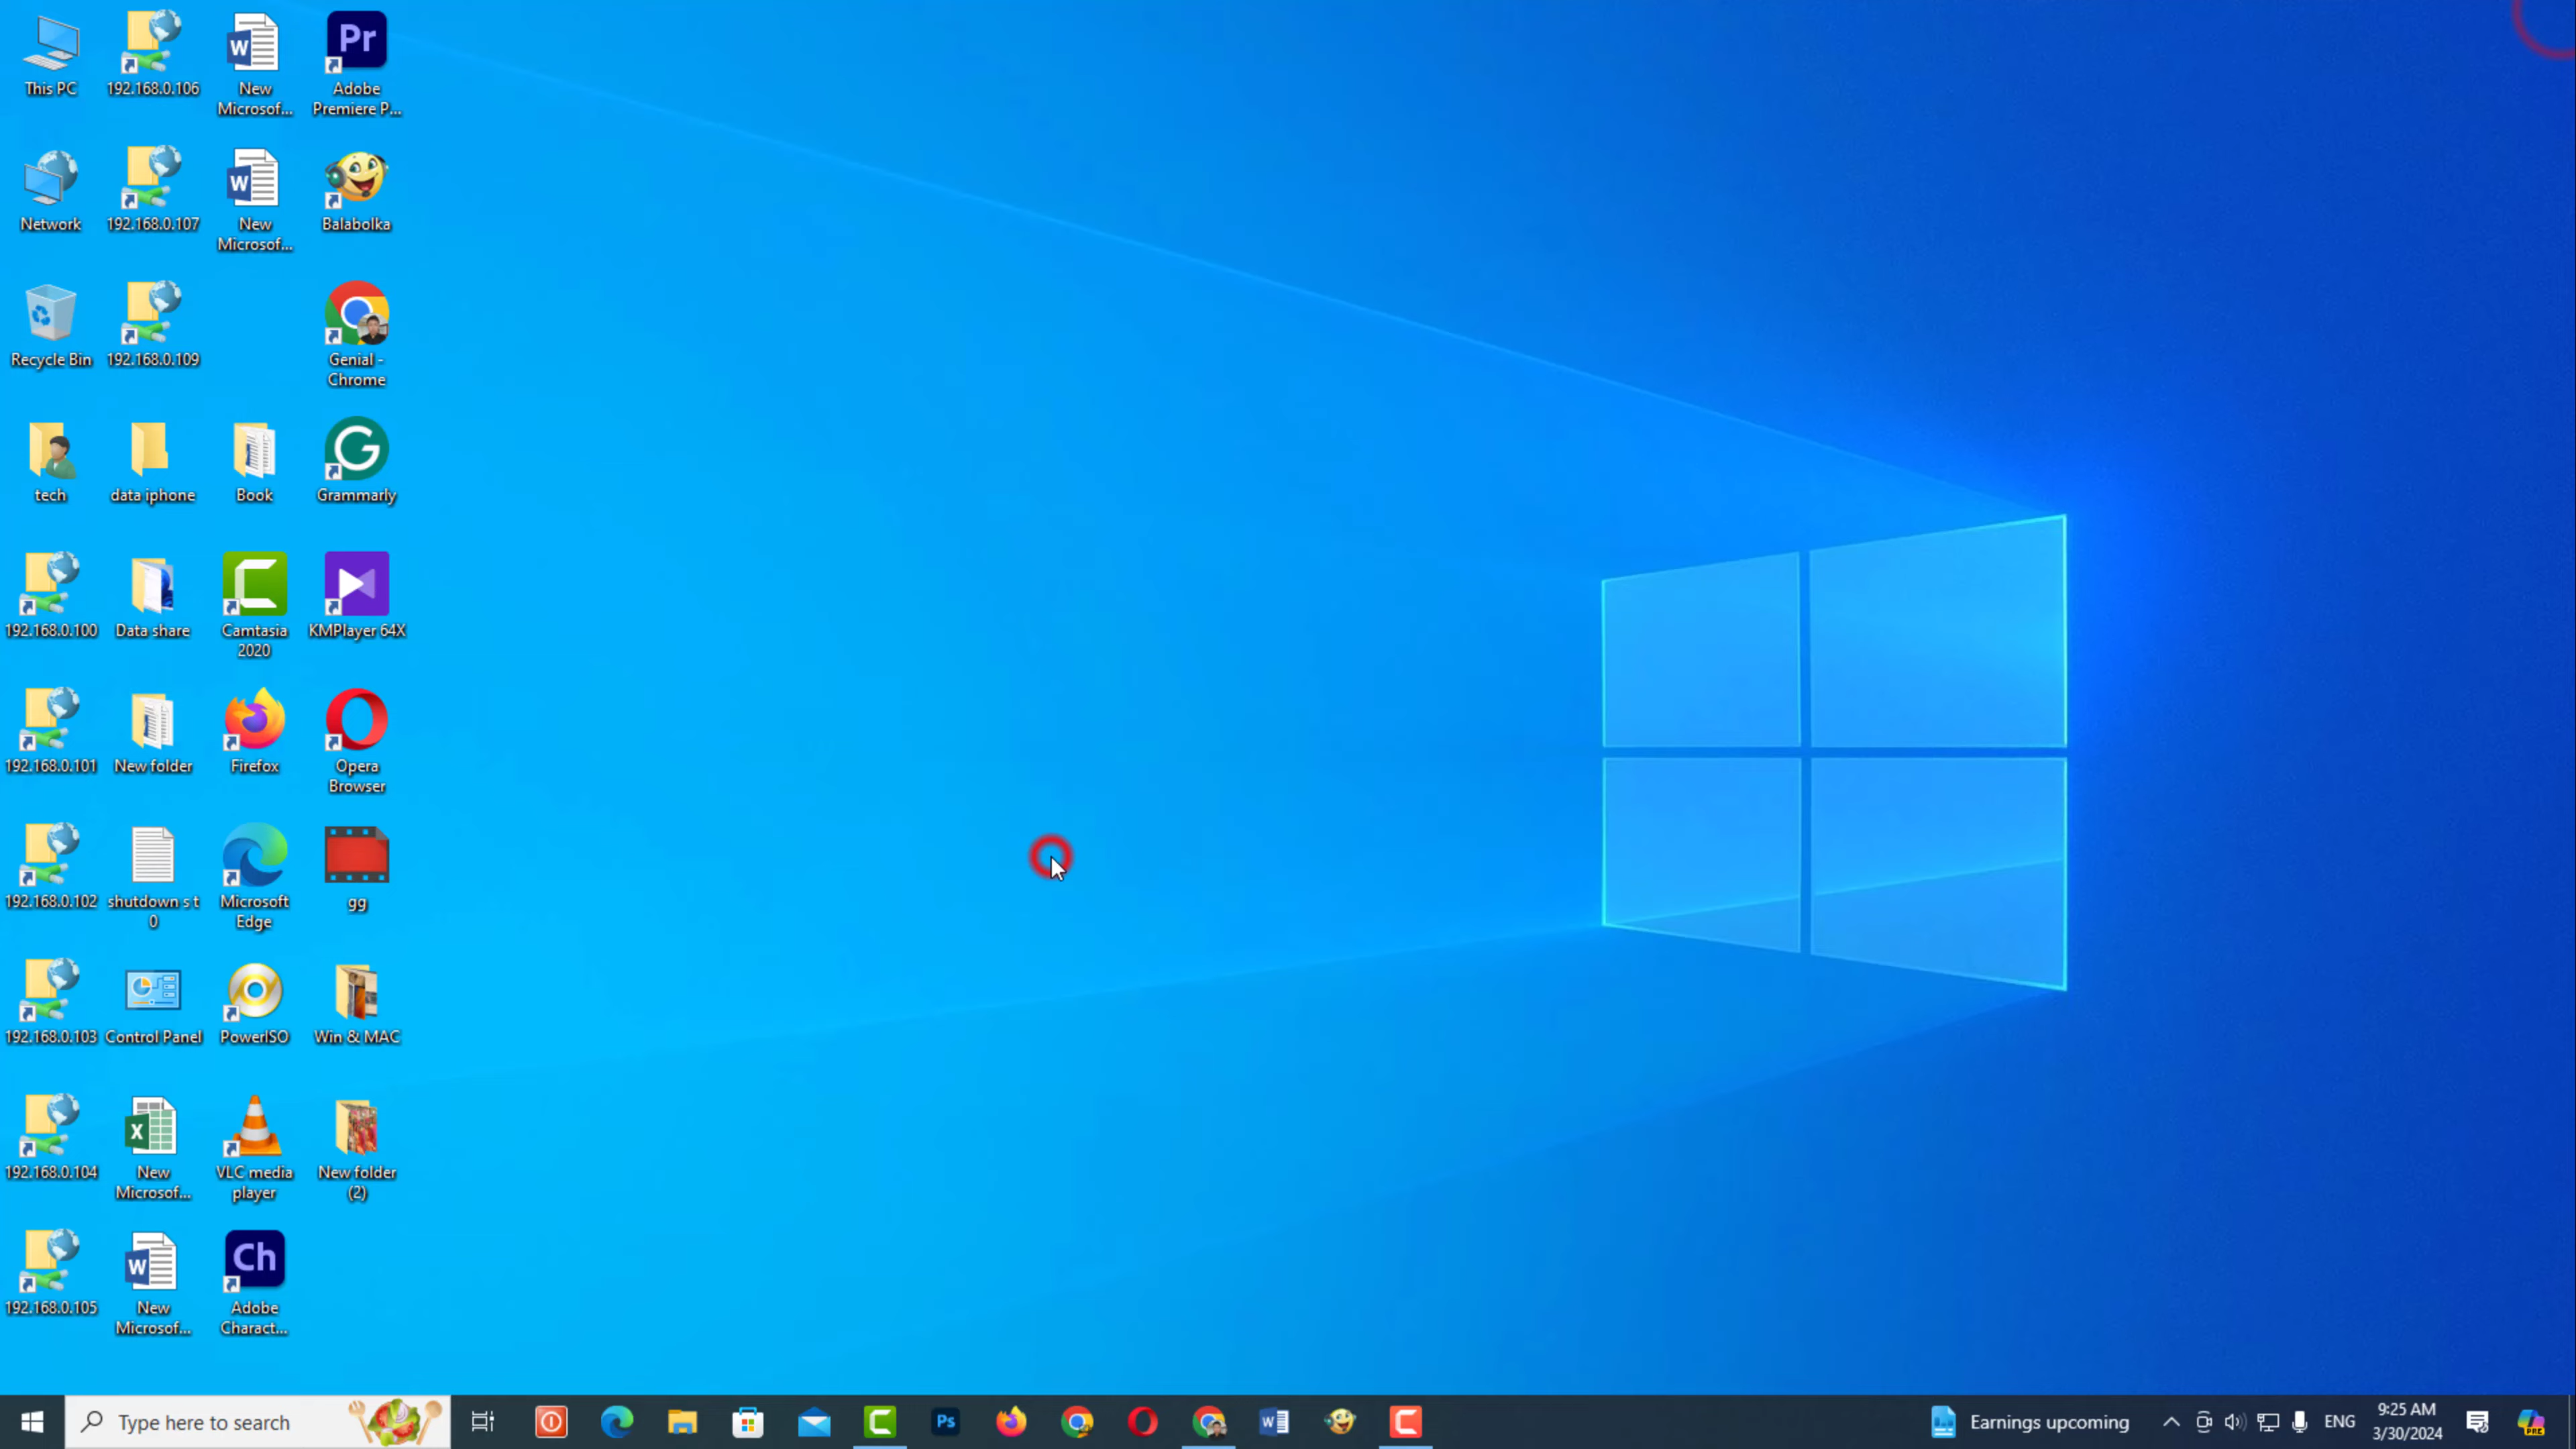 This PC
192.168.0.106
New
Microsof...
Pr
Adobe
Premiere P...
Network
192.168.0.107
New
Microsof...
Balabolka
Recycle Bin
192.168.0.109
Genial -
Chrome
tech
data iphone
Book
Grammarly
192.168.0.100
Data share
Camtasia
2020
KMPlayer 64X
192.168.0.101
New folder
Firefox
Opera
Browser
192.168.0.102
shutdown s t
0
Microsoft
Edge
gg
192.168.0.103
Control Panel
PowerISO
Win & MAC
192.168.0.104
New
Microsof...
VLC media
player
New folder
(2)
192.168.0.105
New
Microsof...
Ch
Adobe
Charact...
Type here to search
Ps
Earnings upcoming
ENG
9:25 AM
3/30/2024
PRE